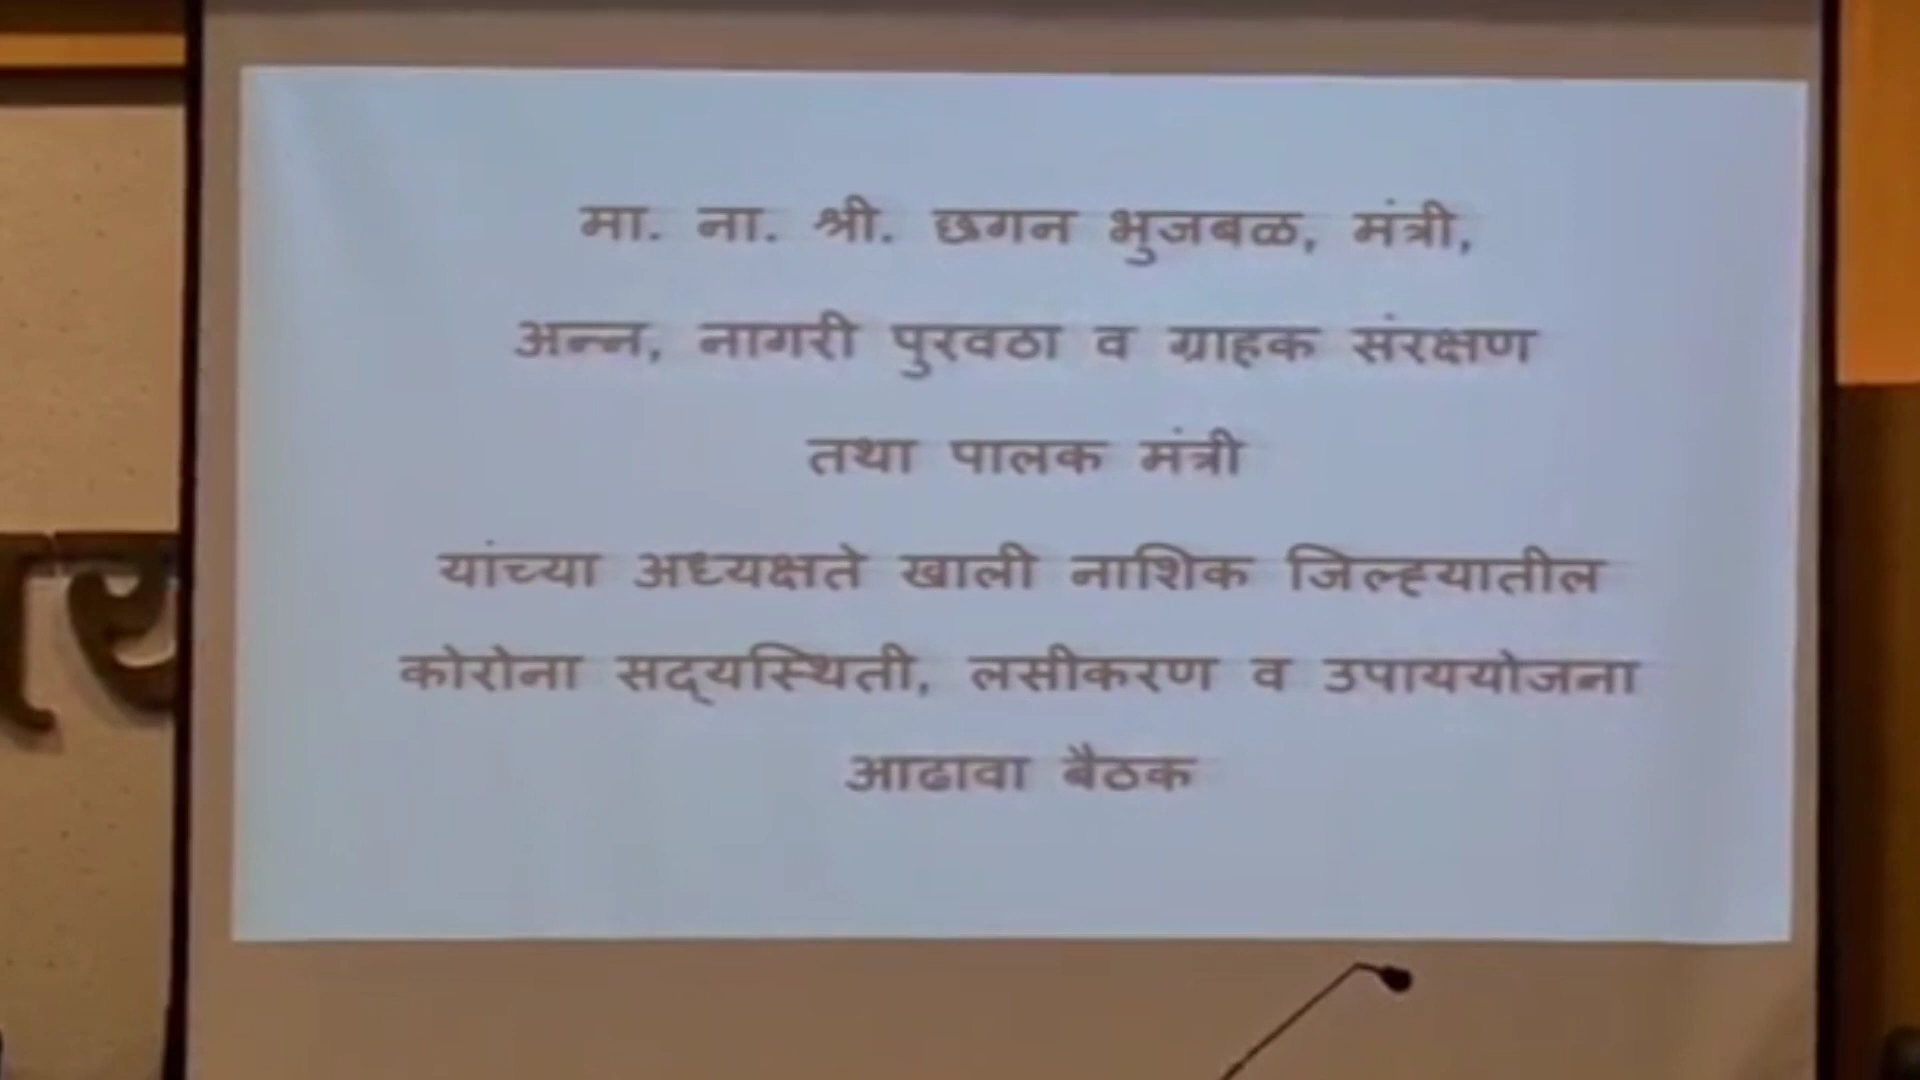 मा. ना. श्री. छगन भुजबळ, मंत्री,
अन्न, नागरी पुरवठा व ग्राहक संरक्षण
तथा पालक मंत्री
यांच्या अध्यक्षते खाली नाशिक जिल्ह्यातील
कोरोना सद्‌यस्थिती, लसीकरण व उपाययोजना
आढावा बैठक